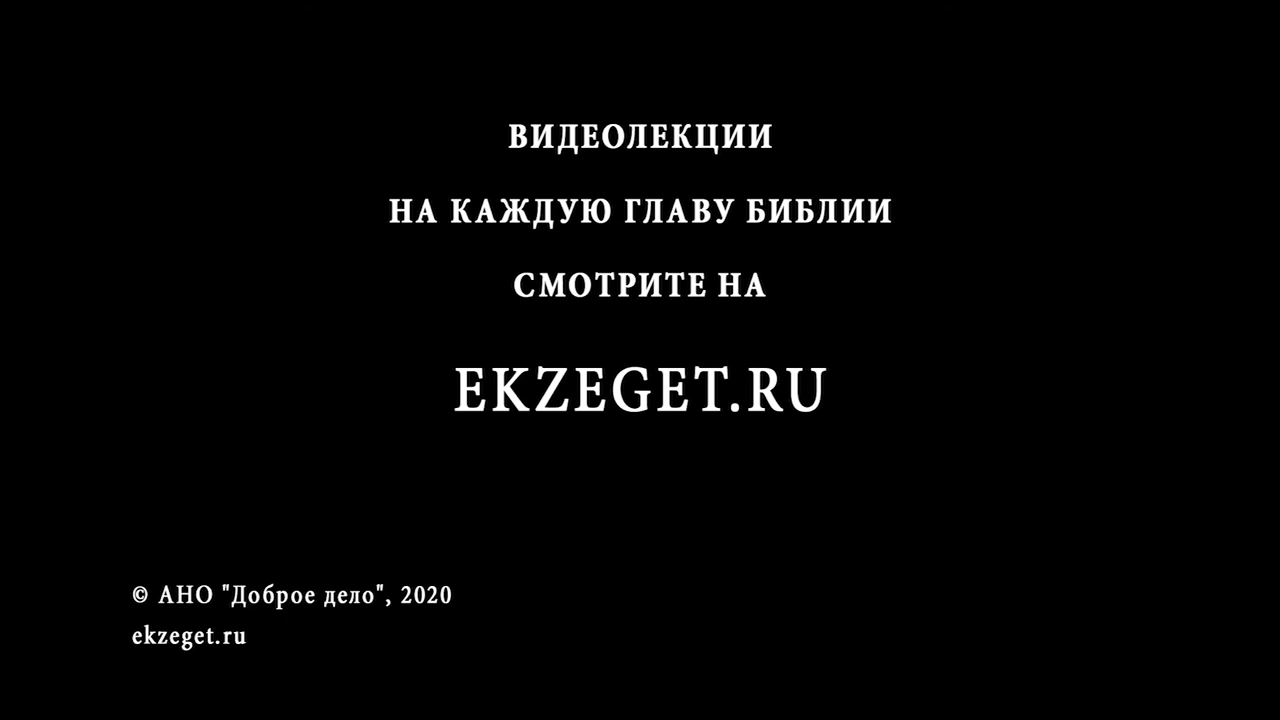 ВИДЕОЛЕКЦИИ
НА КАЖДУЮ ГЛАВУ БИБЛИИ
СМОТРИТЕ НА
EKZEGET.RU
© АНО "Доброе дело", 2020
ekzeget.ru